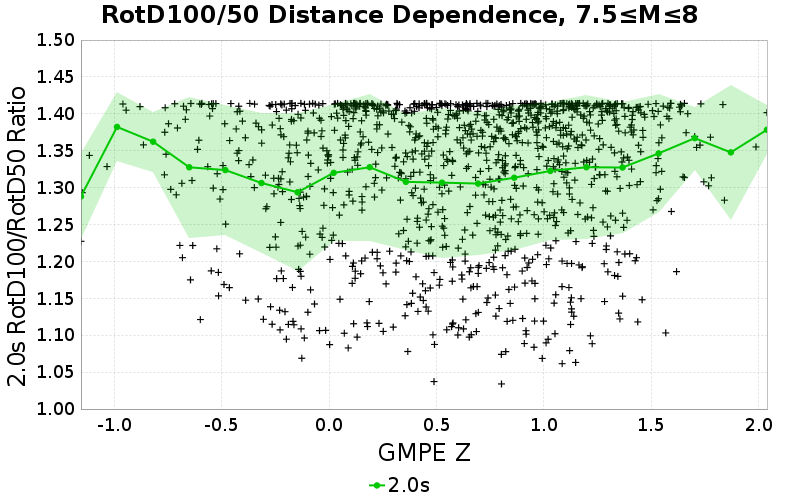 RotD100/50 Distance Dependence, 7.5≤M≤8
2.0s RotD100/RotD50 Ratio
1.50
1.45
1.40
1.35
1.30
1.25
1.20
1.15
1.10
1.05
1.00
-1.0 -0.5 0.0 0.5 1.0 1.5 2.0
GMPE Z
2.0s